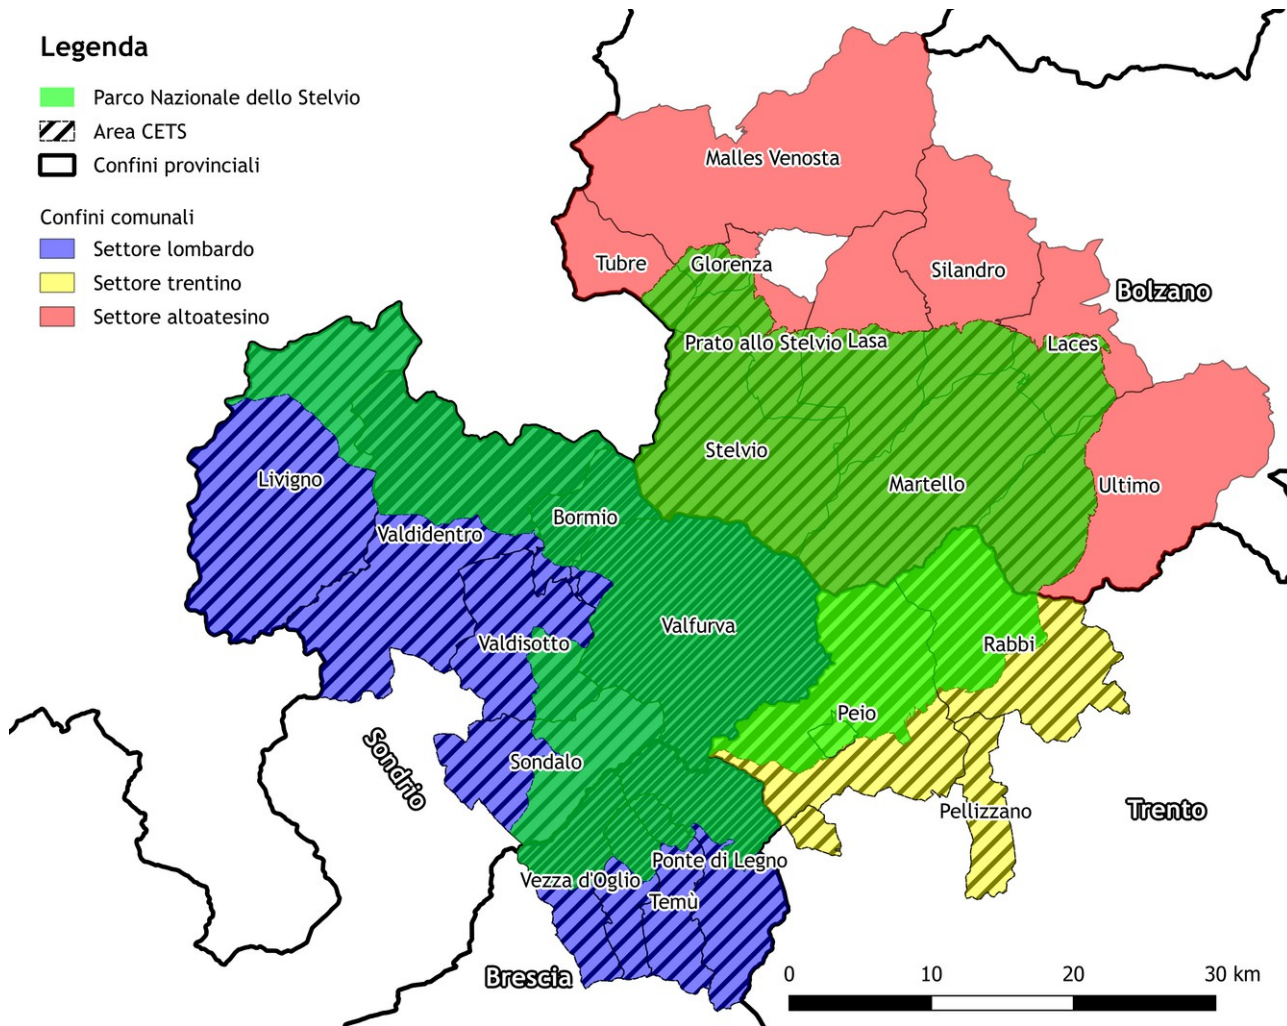 Legenda
Parco Nazionale dello Stelvio
Area CETS
Confini provinciali
Confini comunali
Settore lombardo
Settore trentino
Settore altoatesino
Malles Venosta
Tubre
Glorenza
Silandro
Bolzano
Prato allo Stelvio
Lasa
Laces
Stelvio
Livigno
Martello
Ultimo
Bormio
Valdidentro
Valfurva
Valdisotto
Rabbi
Peio
Sondrio
Sondalo
Pellizzano
Trento
Ponte di Legno
Vezza d'Oglio
Temù
Brescia
0 10 20 30 km